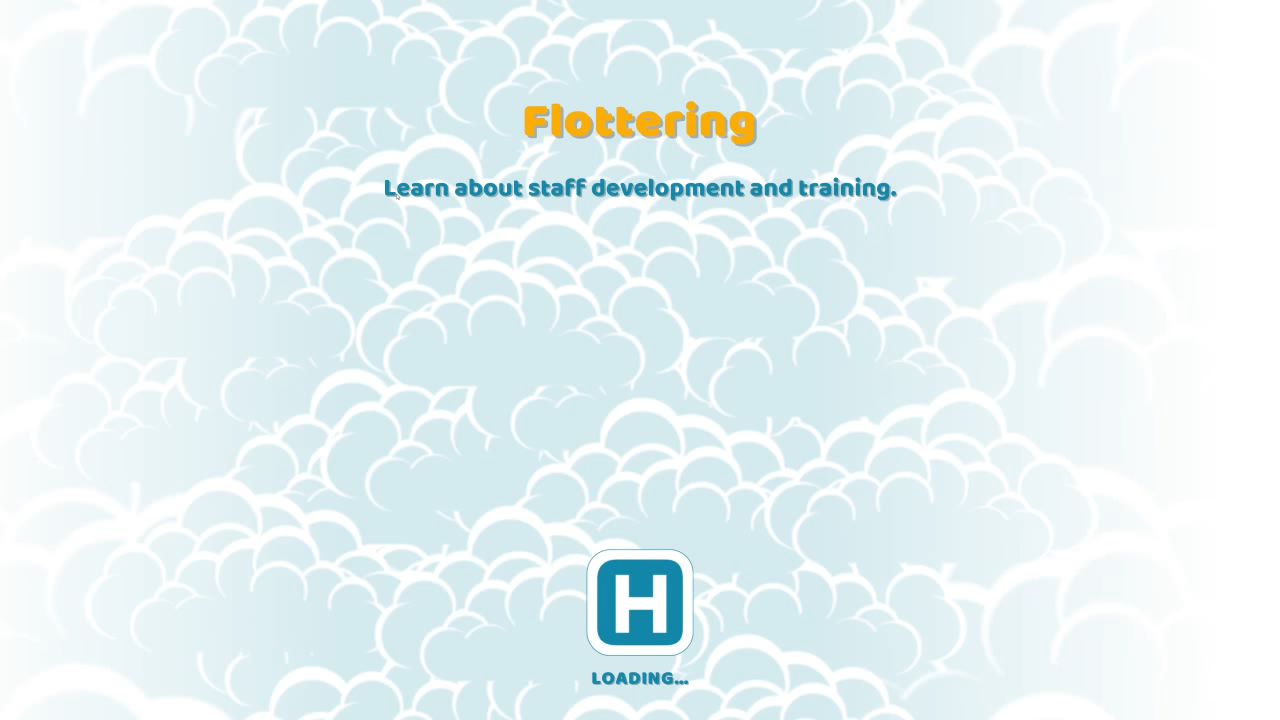 Flottering
Learn about staff development and training.
H
LOADING...